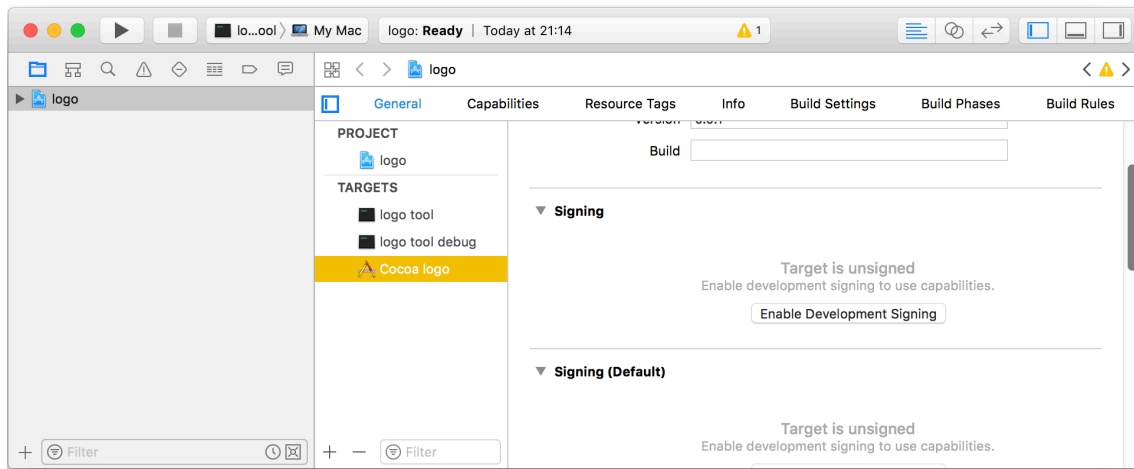 lo...ool My Mac logo: Ready | Today at 21:14 1
logo
logo
General Capabilities Resource Tags Info Build Settings Build Phases Build Rules
PROJECT
logo
TARGETS
logo tool
logo tool debug
Cocoa logo
Version
Build
Signing
Target is unsigned
Enable development signing to use capabilities.
Enable Development Signing
Signing (Default)
Target is unsigned
Enable development signing to use capabilities.
Filter
Filter